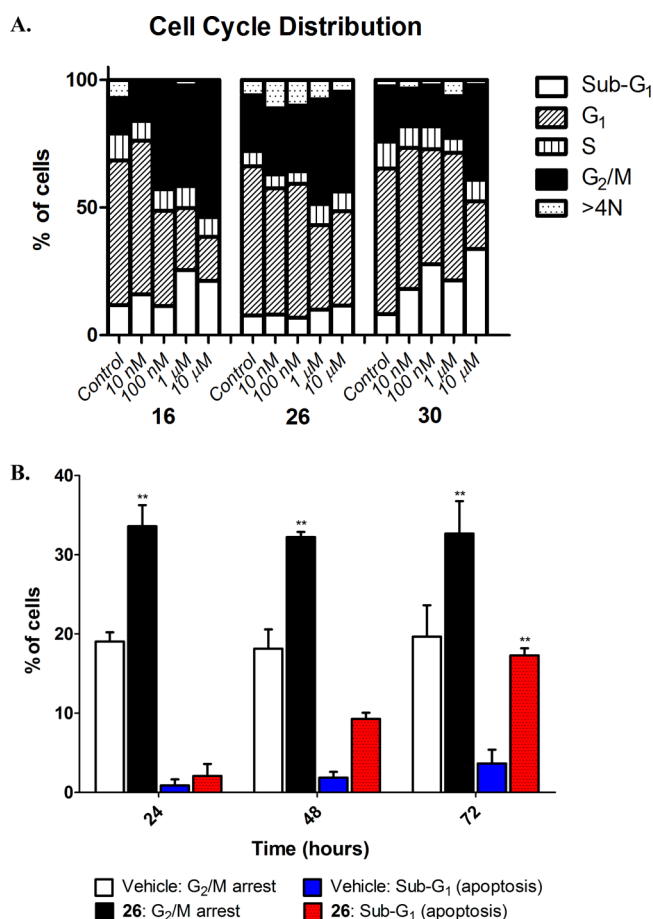 A.
Cell Cycle Distribution
% of cells
100
50
0
Sub-G₁
G₁
S
G₂/M
>4N
Control
10 nM
100 nM
1 µM
10 µM
Control
10 nM
100 nM
1 µM
10 µM
Control
10 nM
100 nM
1 µM
10 µM
16
26
30
B.
% of cells
40
30
20
10
0
**
**
**
**
24
48
72
Time (hours)
Vehicle: G₂/M arrest
Vehicle: Sub-G₁ (apoptosis)
26: G₂/M arrest
26: Sub-G₁ (apoptosis)